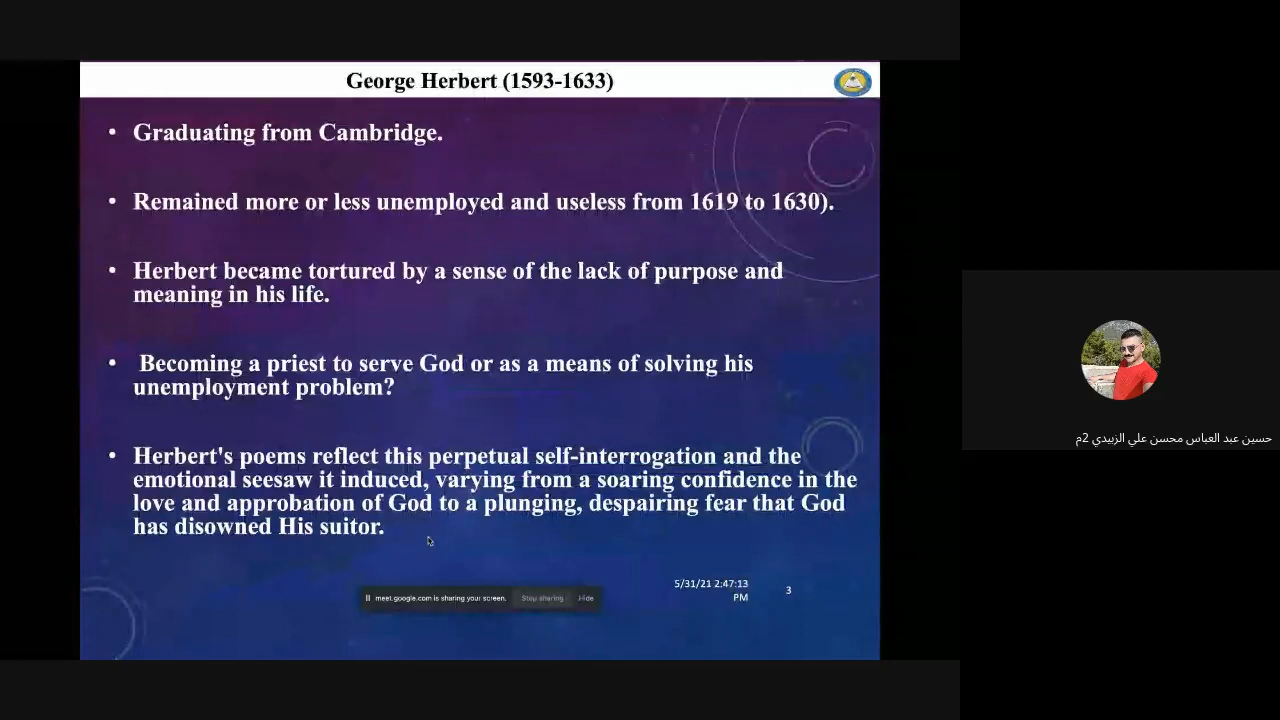 George Herbert (1593-1633)
• Graduating from Cambridge.
• Remained more or less unemployed and useless from 1619 to 1630).
• Herbert became tortured by a sense of the lack of purpose and
meaning in his life.
• Becoming a priest to serve God or as a means of solving his
unemployment problem?
• Herbert's poems reflect this perpetual self-interrogation and the
emotional seesaw it induced, varying from a soaring confidence in the
love and approbation of God to a plunging, despairing fear that God
has disowned His suitor.
5/31/21 2:47:13
PM
3
meet.google.com is sharing your screen.
Stop sharing
Hide
حسين عبد العباس محسن علي الزبيدي 2م